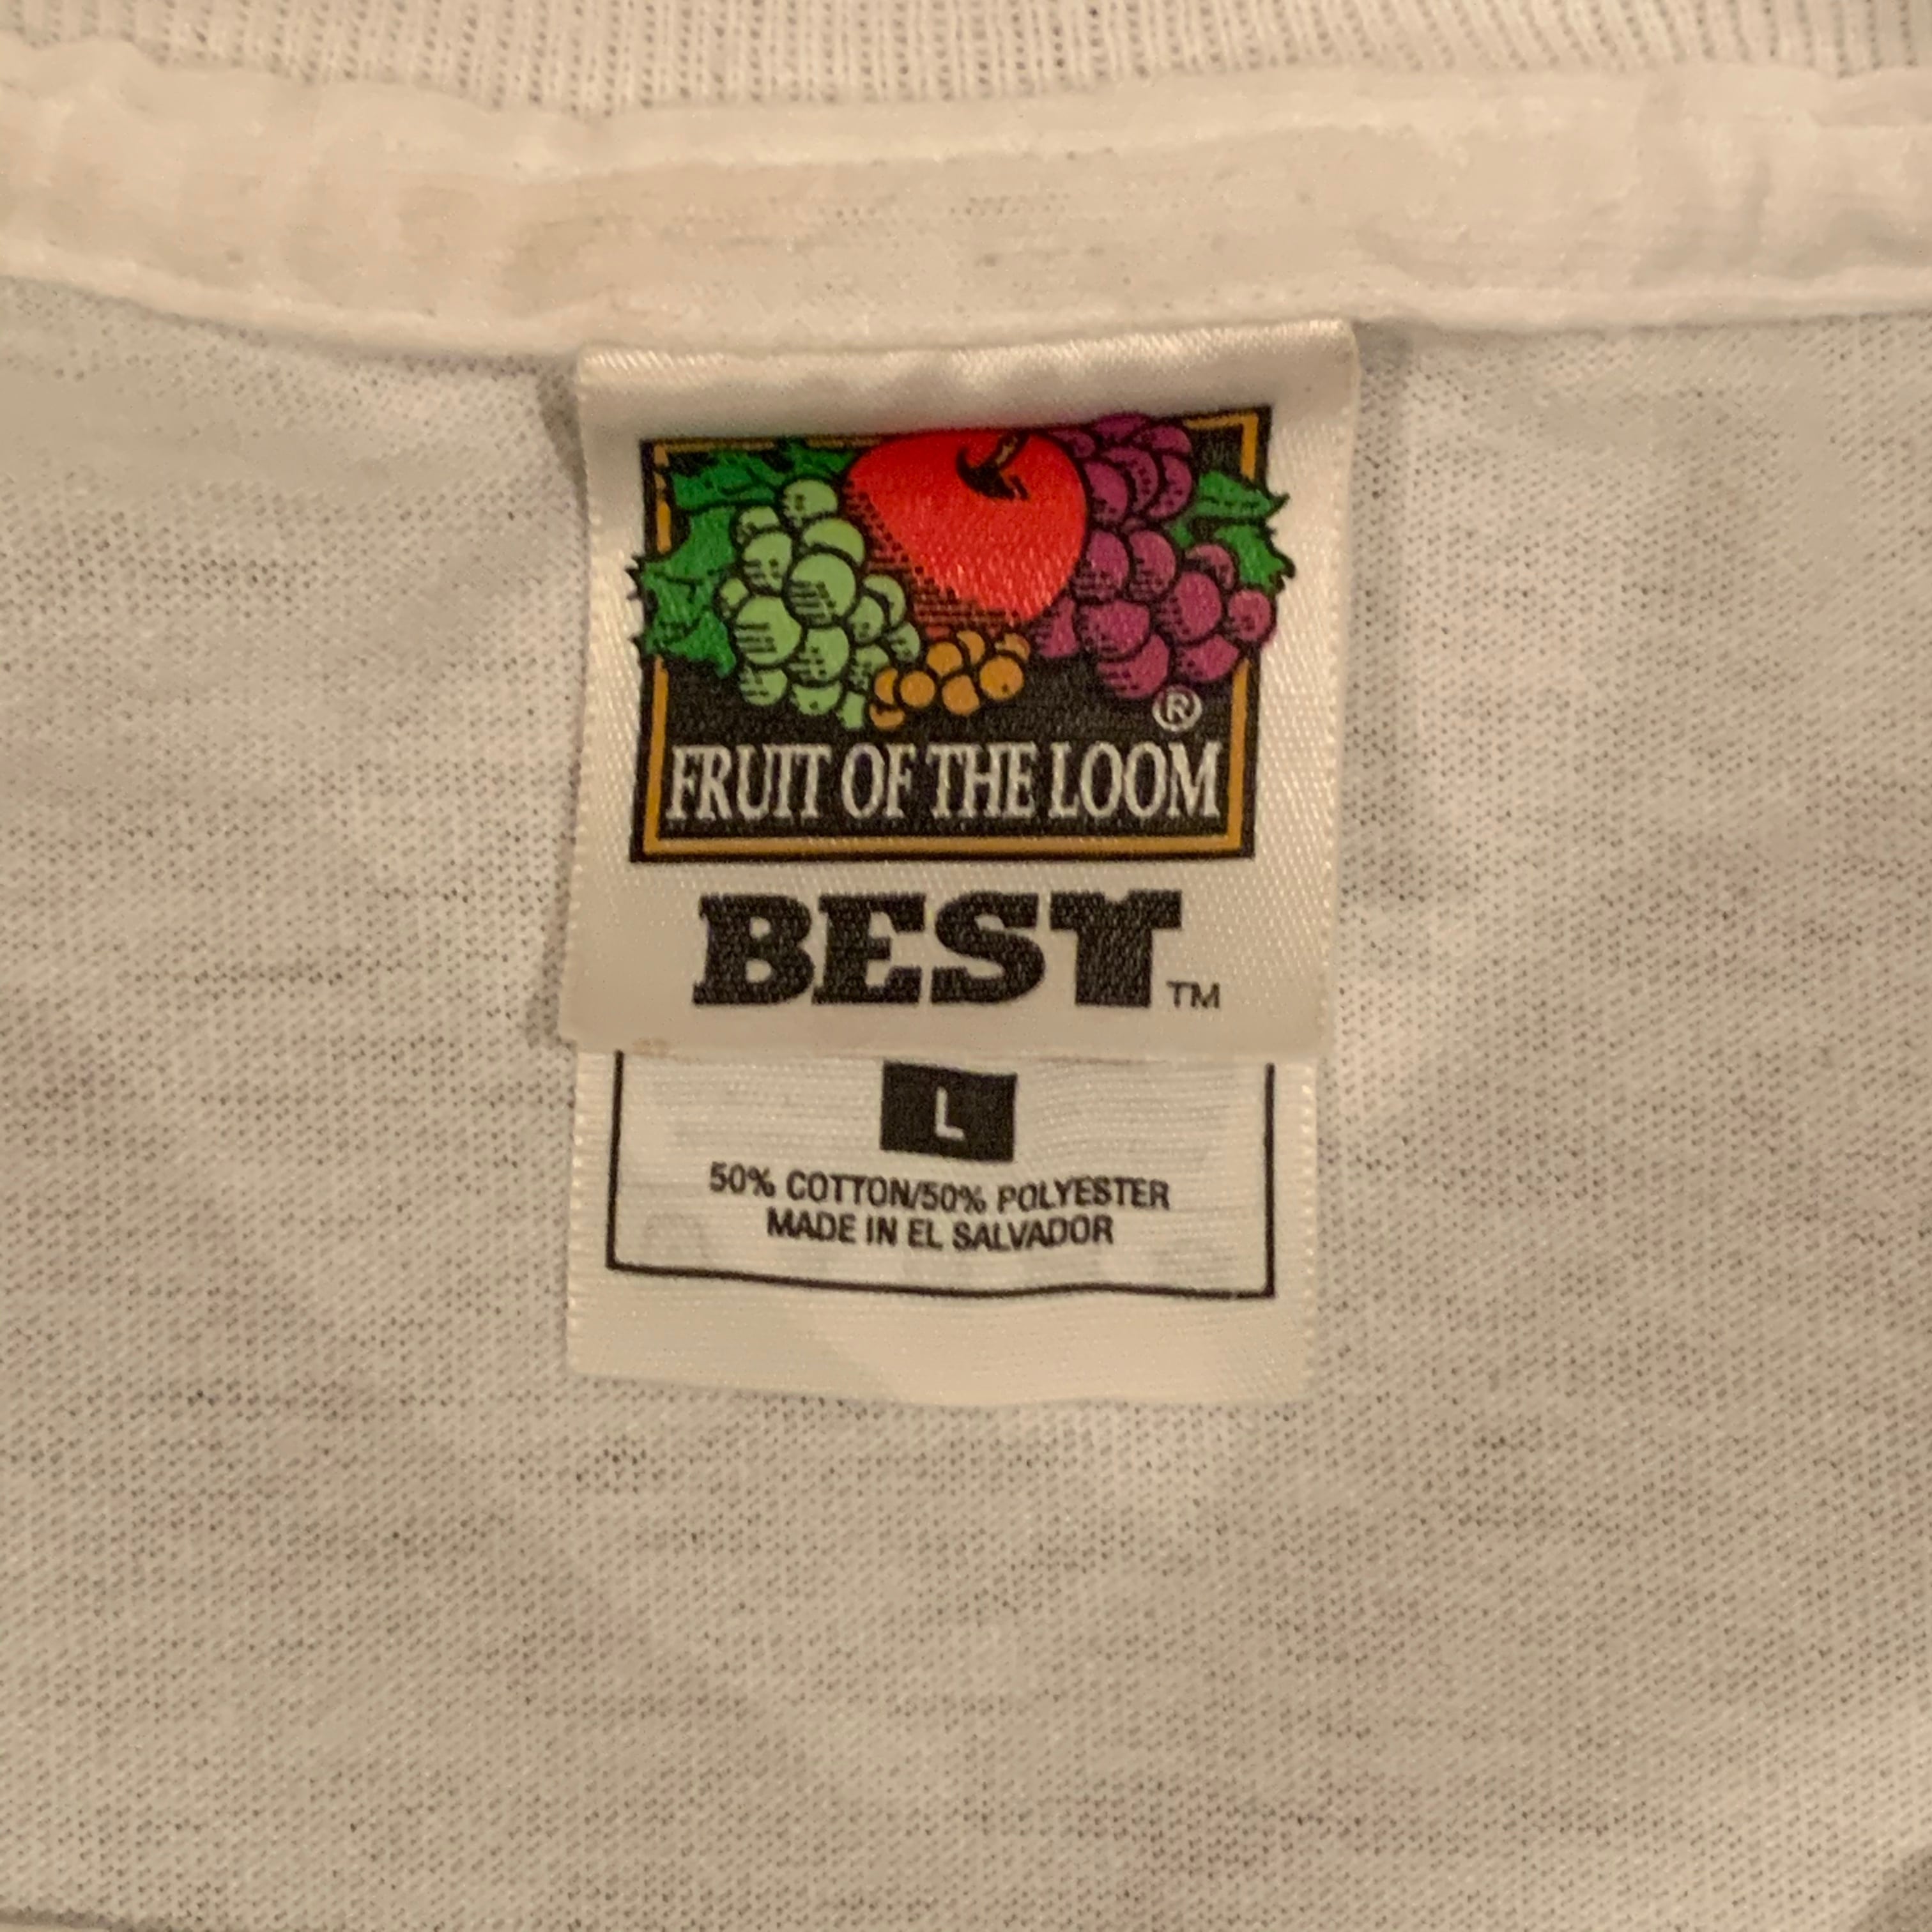 ®
FRUIT OF THE LOOM
BEST™
L
50% COTTON/50% POLYESTER
MADE IN EL SALVADOR